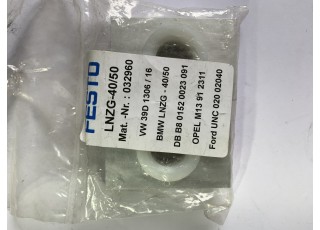 FESTO
LNZG-40/50
Mat. -Nr. : 032960
VW 39D 1306 / 16
BMW LNZG - 40/50
DB B8 0152 0023 091
OPEL M13 91 2311
Ford UNC 020 02040